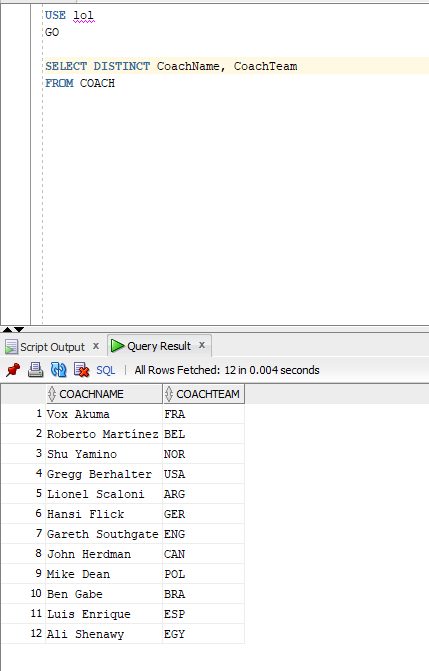 USE lol
GO
SELECT DISTINCT CoachName, CoachTeam
FROM COACH
Script Output x Query Result x
SQL | All Rows Fetched: 12 in 0.004 seconds
COACHNAME COACHTEAM
1 Vox Akuma FRA
2 Roberto Martínez BEL
3 Shu Yamino NOR
4 Gregg Berhalter USA
5 Lionel Scaloni ARG
6 Hansi Flick GER
7 Gareth Southgate ENG
8 John Herdman CAN
9 Mike Dean POL
10 Ben Gabe BRA
11 Luis Enrique ESP
12 Ali Shenawy EGY